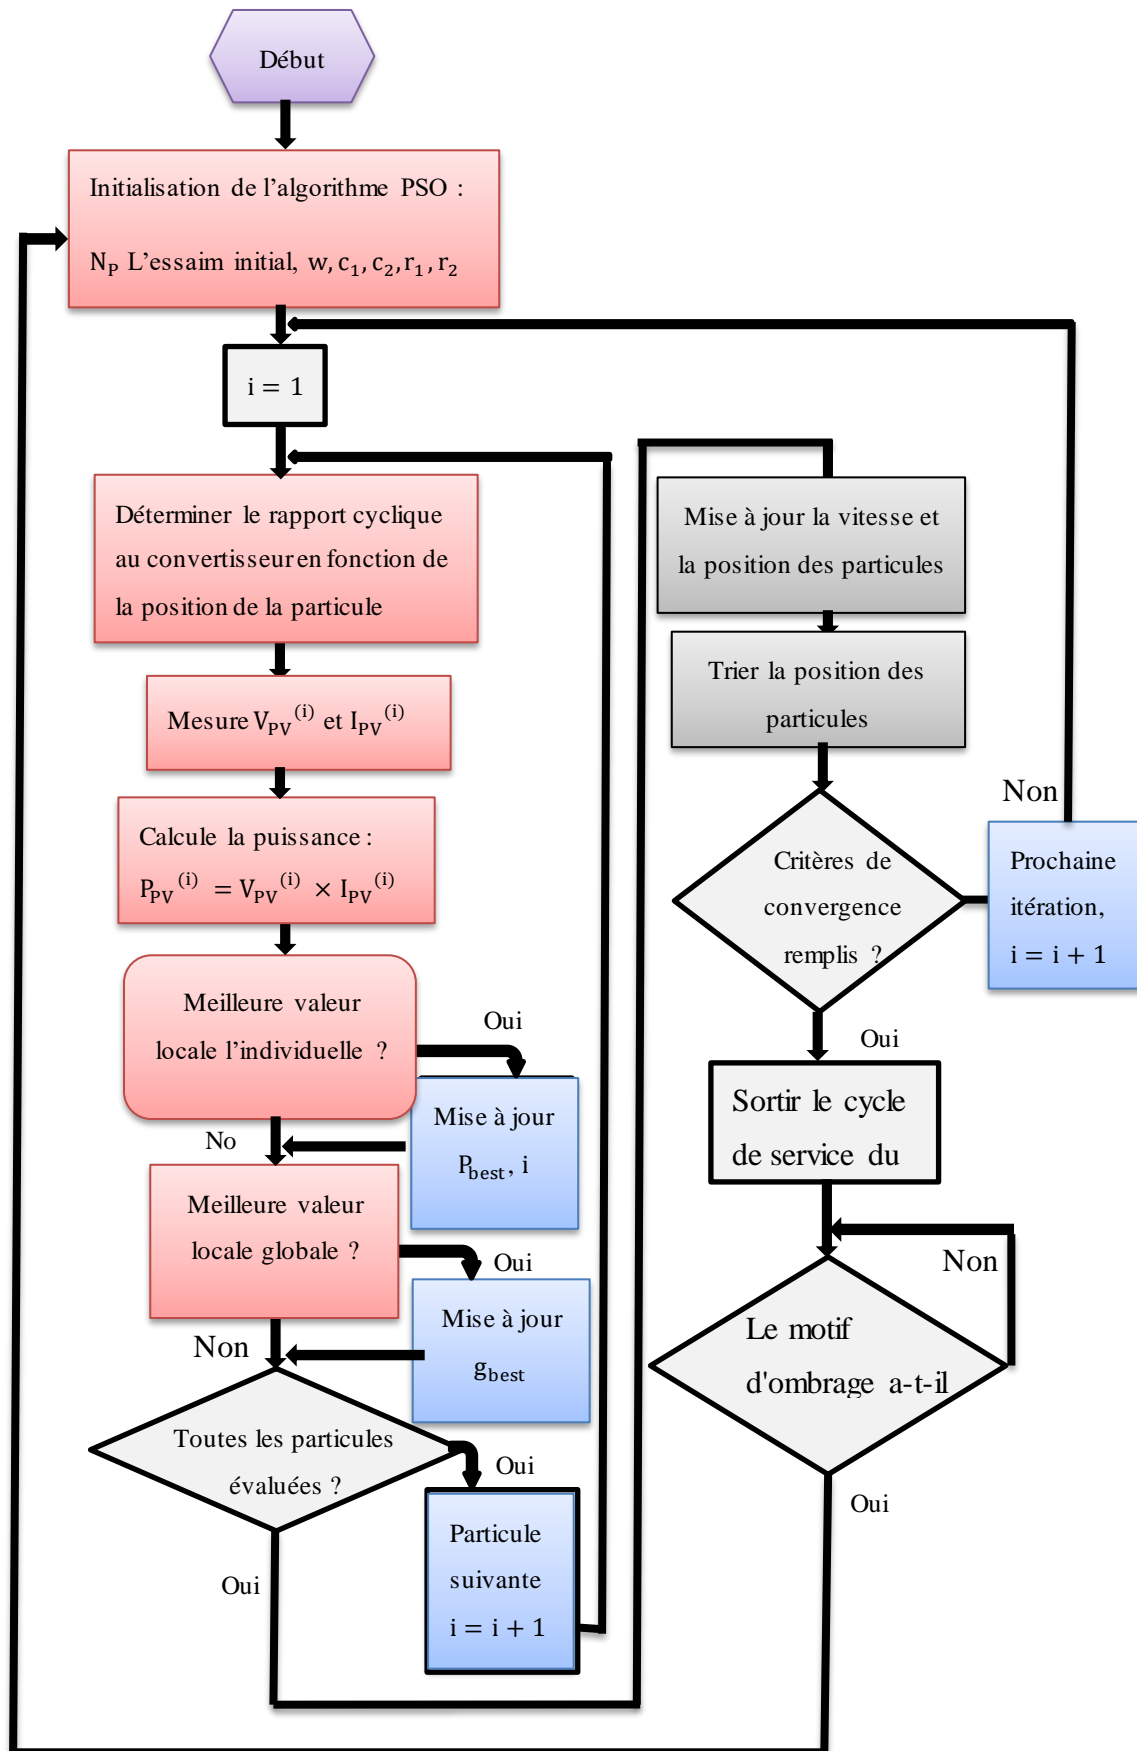 Début
Initialisation de l'algorithme PSO :
N_P L'essaim initial, w, c_1, c_2, r_1, r_2
i = 1
Déterminer le rapport cyclique
au convertisseur en fonction de
la position de la particule
Mesure V_PV^(i) et I_PV^(i)
Calcule la puissance :
P_PV^(i) = V_PV^(i) × I_PV^(i)
Meilleure valeur
locale l'individuelle ?
Oui
Mise à jour
P_best, i
No
Meilleure valeur
locale globale ?
Oui
Mise à jour
g_best
Non
Toutes les particules
évaluées ?
Oui
Particule
suivante
i = i + 1
Oui
Mise à jour la vitesse et
la position des particules
Trier la position des
particules
Critères de
convergence
remplis ?
Non
Prochaine
itération,
i = i + 1
Oui
Sortir le cycle
de service du
Non
Le motif
d'ombrage a-t-il
Oui